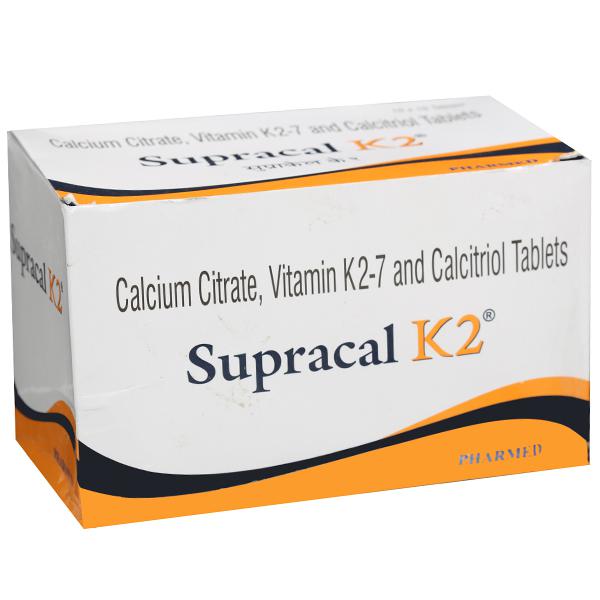 Calcium Citrate, Vitamin K2-7 and Calcitriol Tablets
Supracal K2®
सुप्राकॅल के २
PHARMED
Supracal K2®
Calcium Citrate, Vitamin K2-7 and Calcitriol Tablets
Supracal K2®
PHARMED